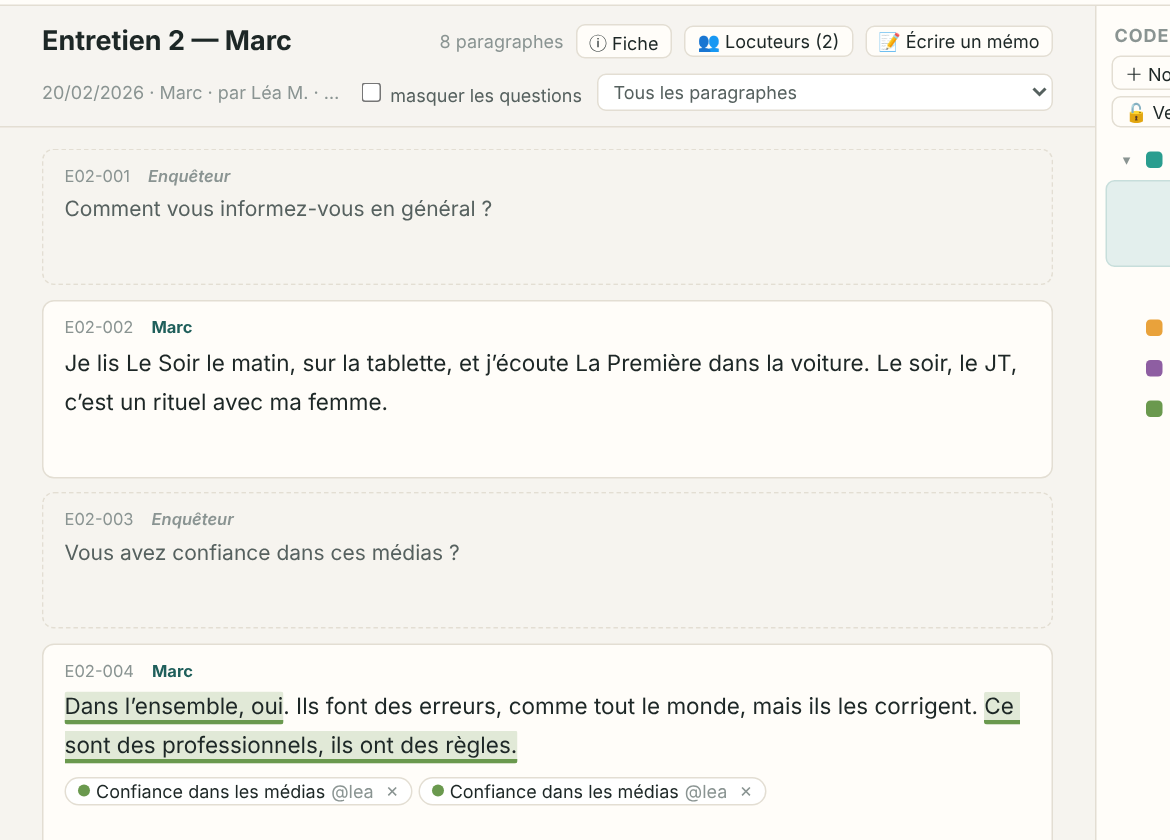 Entretien 2 — Marc
8 paragraphes
ⓘ Fiche
👥 Locuteurs (2)
📝 Écrire un mémo
20/02/2026 · Marc · par Léa M. · ...
masquer les questions
Tous les paragraphes
E02-001 Enquêteur
Comment vous informez-vous en général ?
E02-002 Marc
Je lis Le Soir le matin, sur la tablette, et j’écoute La Première dans la voiture. Le soir, le JT,
c’est un rituel avec ma femme.
E02-003 Enquêteur
Vous avez confiance dans ces médias ?
E02-004 Marc
Dans l’ensemble, oui. Ils font des erreurs, comme tout le monde, mais ils les corrigent. Ce
sont des professionnels, ils ont des règles.
Confiance dans les médias @lea × Confiance dans les médias @lea ×
CODE
+ No
🔓 Ve